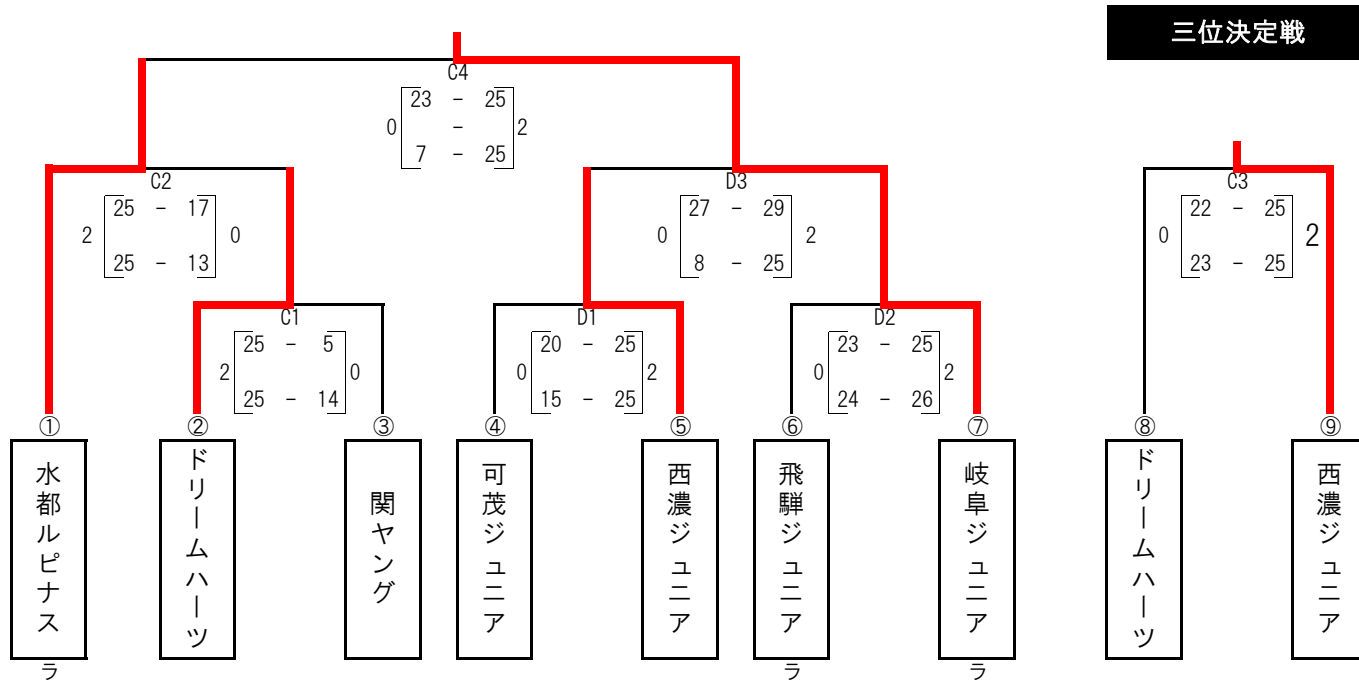 三位決定戦
C4
23 - 25
0 - 2
7 - 25
C2
25 - 17
2 0
25 - 13
D3
27 - 29
0 2
8 - 25
C3
22 - 25
0 2
23 - 25
C1
25 - 5
2 0
25 - 14
D1
20 - 25
0 2
15 - 25
D2
23 - 25
0 2
24 - 26
① ② ③ ④ ⑤ ⑥ ⑦ ⑧ ⑨
水都ルピナス
ドリームハーツ
関ヤング
可茂ジュニア
西濃ジュニア
飛騨ジュニア
岐阜ジュニア
ドリームハーツ
西濃ジュニア
ラ ラ ラ